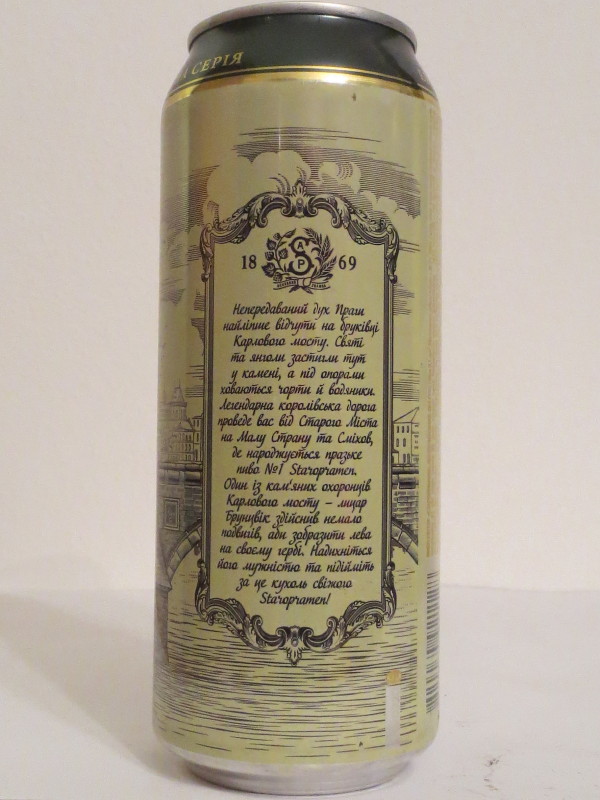 СЕРІЯ
18 69
S A P
Непередаваний дух Праги
найліпше відчути на бруківці
Карлового мосту. Святі
та янголи застигли тут
у камені, а під опорами
ховаються чорти й водяники.
Легендарна королівська дорога
проведе вас від Старого Міста
на Малу Страну та Сміхов,
де народжується празьке
пиво №1 Staropramen.
Один із кам'яних охоронців
Карлового мосту – лицар
Брунцвік здійснив немало
подвигів, аби зобразити лева
на своєму гербі. Надихніться
його мужністю та підійміть
за це кухоль свіжого
Staropramen!